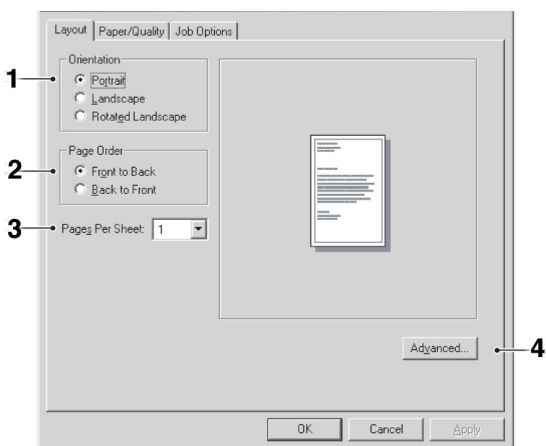 Layout Paper/Quality Job Options
Orientation
1
Portrait
Landscape
Rotated Landscape
Page Order
2
Front to Back
Back to Front
3
Pages Per Sheet: 1
Advanced...
4
OK Cancel Apply